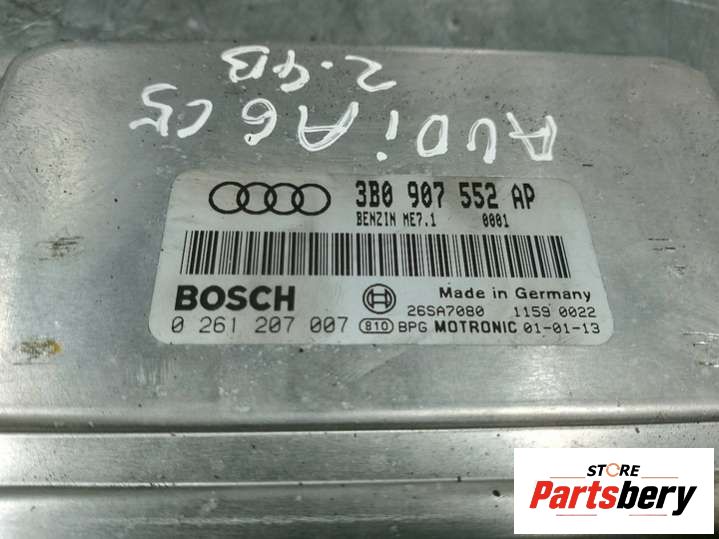 AUDi A6 C5
2.4B
3B0 907 552 AP
BENZIN ME7.1 0001
BOSCH
Made in Germany
26SA7080 1159 0022
0 261 207 007 810 BPG MOTRONIC 01-01-13
STORE
Partsbery